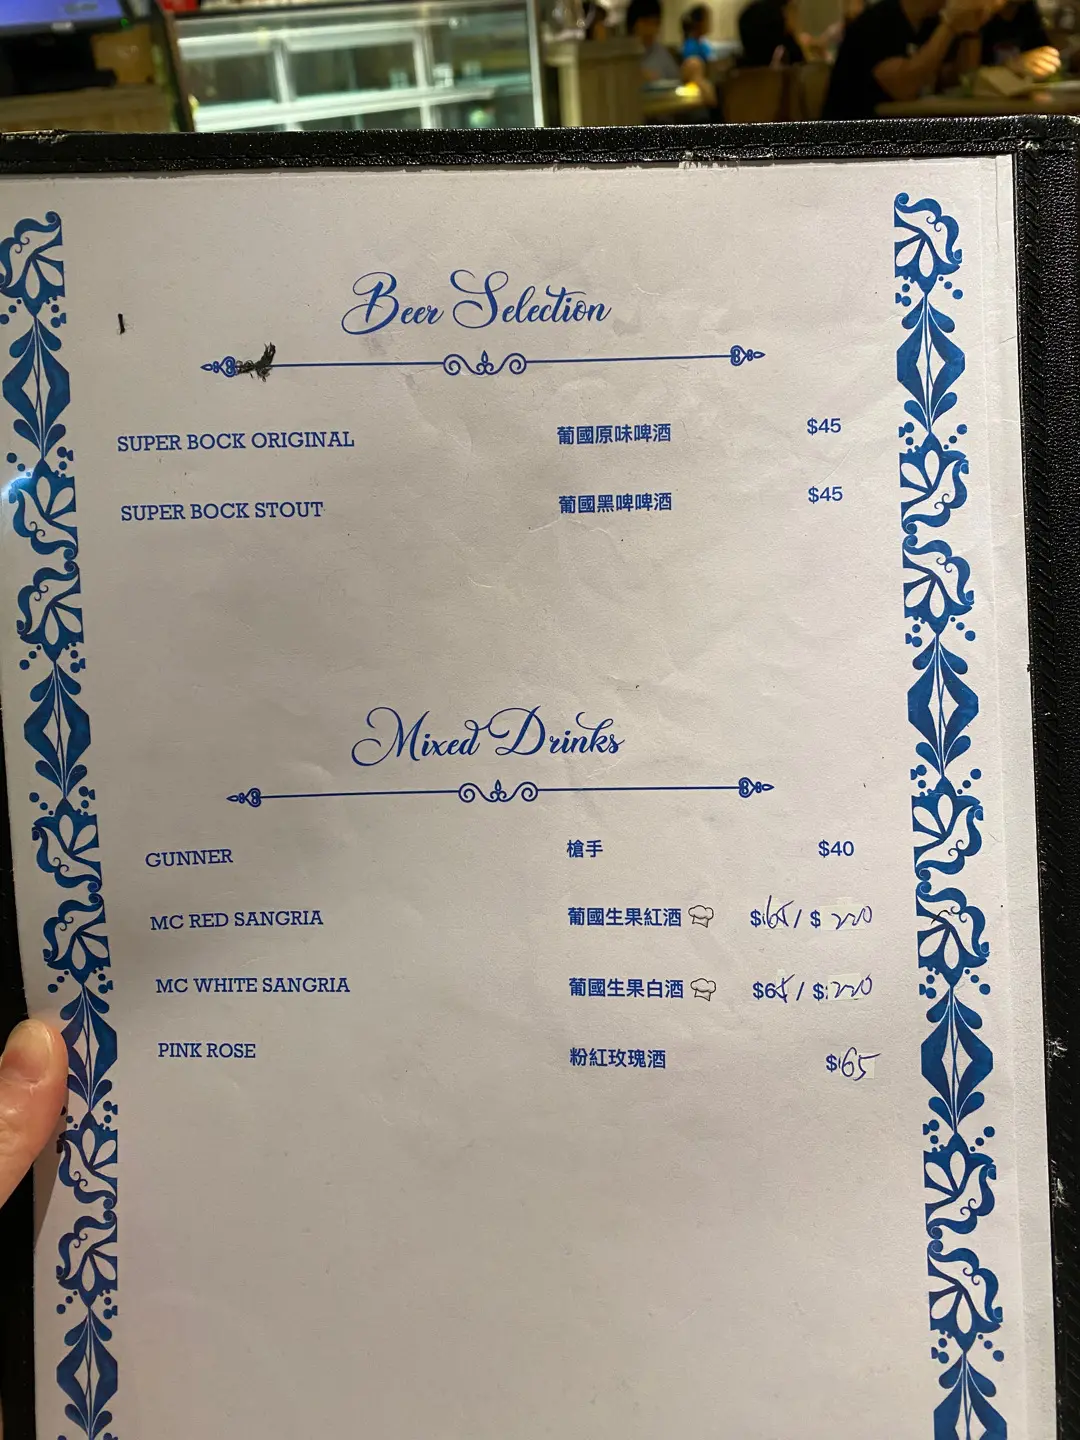 Beer Selection
SUPER BOCK ORIGINAL 葡國原味啤酒 $45
SUPER BOCK STOUT 葡國黑啤啤酒 $45
Mixed Drinks
GUNNER 槍手 $40
MC RED SANGRIA 葡國生果紅酒 $65 / $ 220
MC WHITE SANGRIA 葡國生果白酒 $65 / $ 220
PINK ROSE 粉紅玫瑰酒 $65